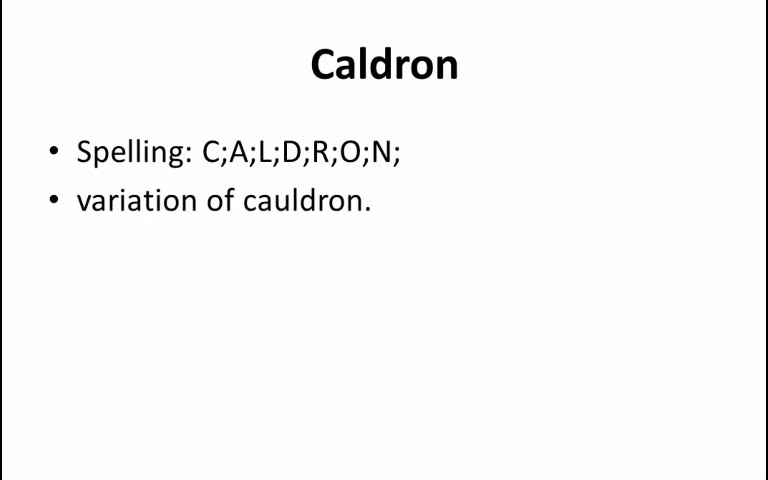 Caldron
• Spelling: C;A;L;D;R;O;N;
• variation of cauldron.